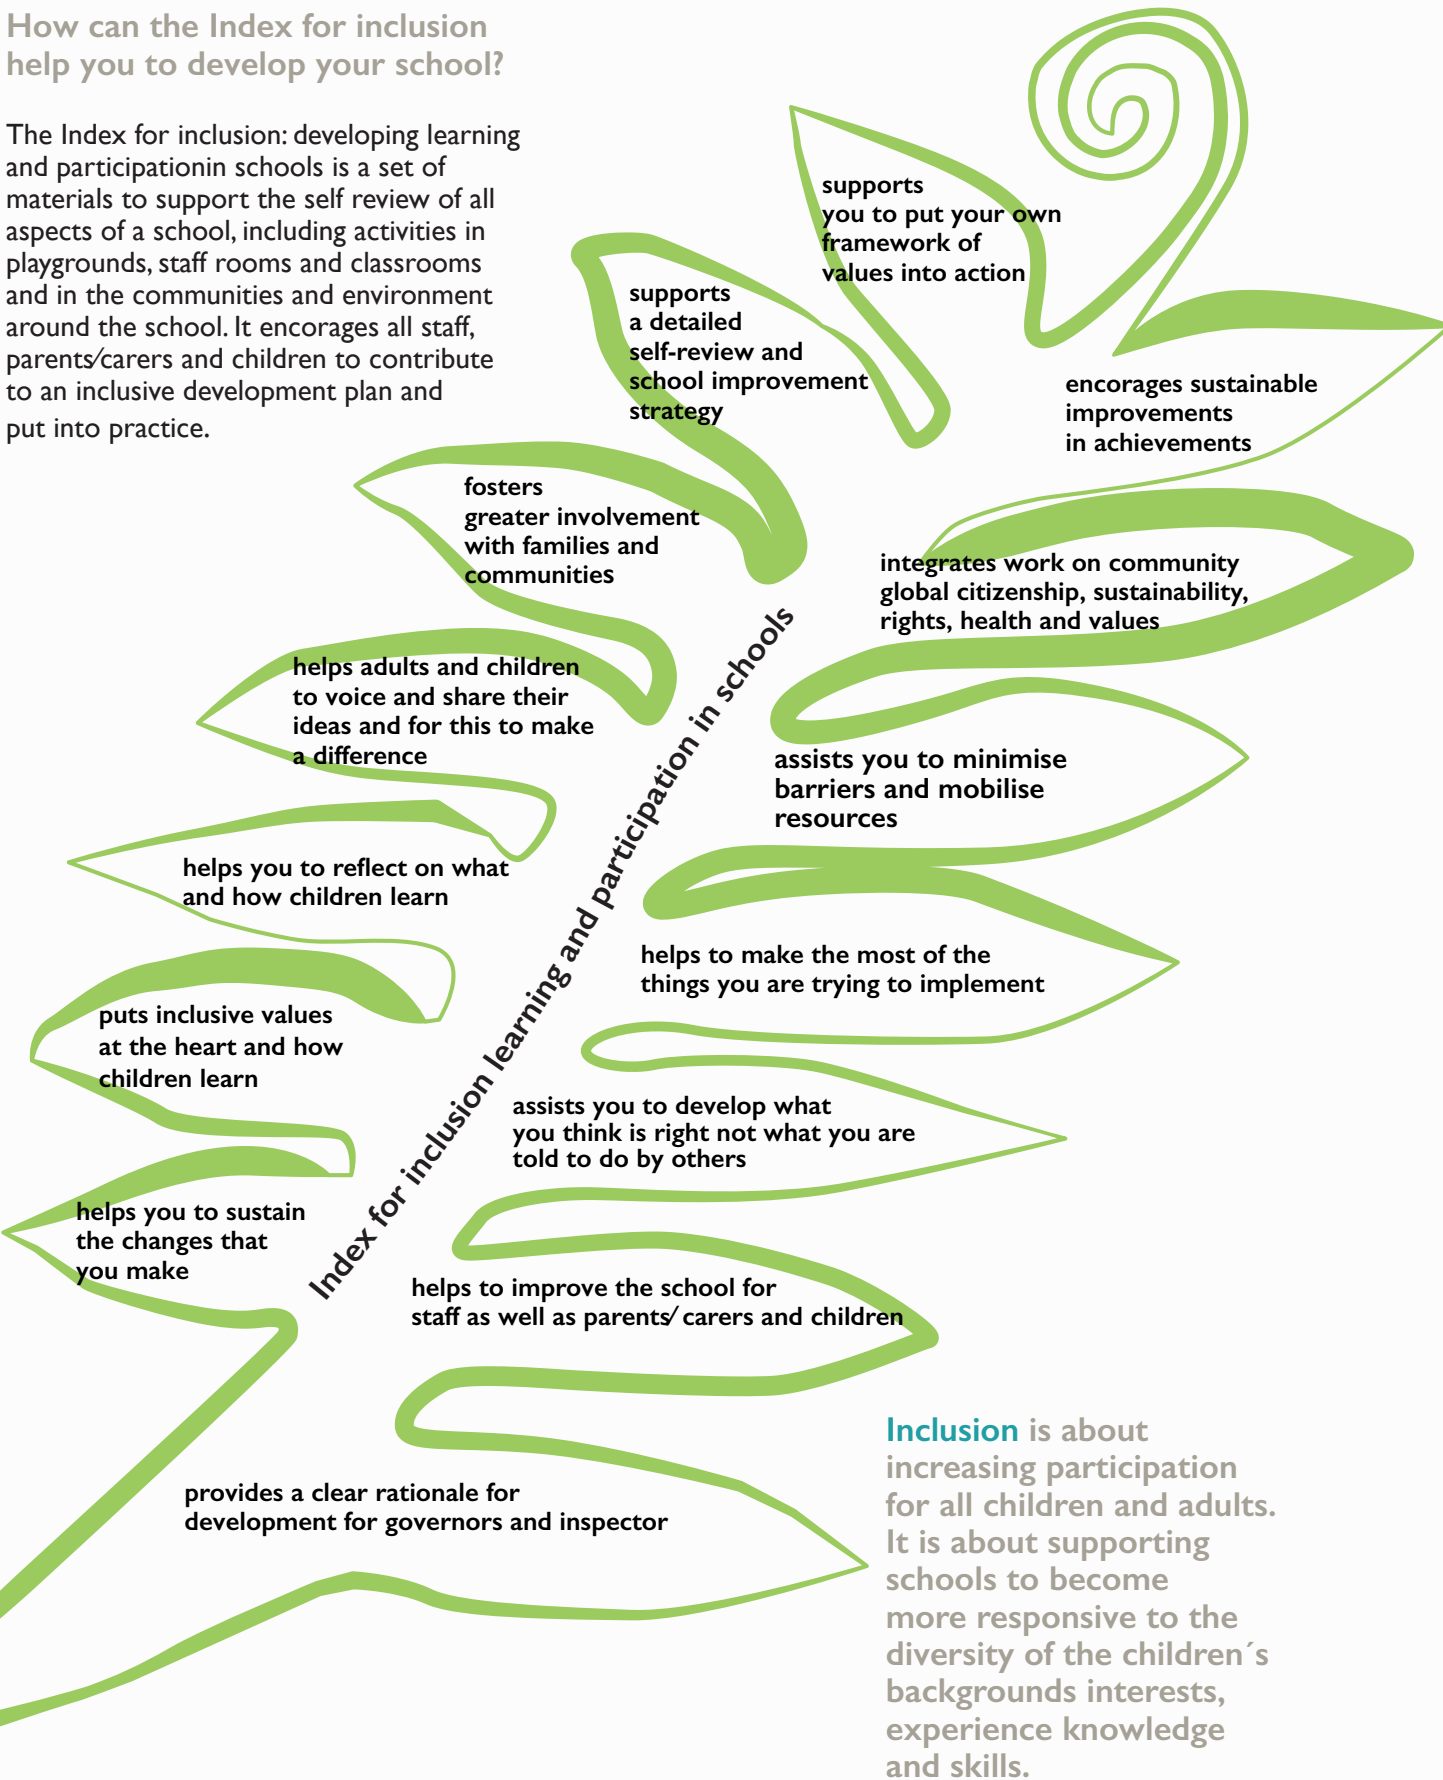 How can the Index for inclusion
help you to develop your school?
The Index for inclusion: developing learning
and participationin schools is a set of
materials to support the self review of all
aspects of a school, including activities in
playgrounds, staff rooms and classrooms
and in the communities and environment
around the school. It encorages all staff,
parents/carers and children to contribute
to an inclusive development plan and
put into practice.
supports
you to put your own
framework of
values into action
supports
a detailed
self-review and
school improvement
strategy
encorages sustainable
improvements
in achievements
fosters
greater involvement
with families and
communities
integrates work on community
global citizenship, sustainability,
rights, health and values
helps adults and children
to voice and share their
ideas and for this to make
a difference
assists you to minimise
barriers and mobilise
resources
helps you to reflect on what
and how children learn
helps to make the most of the
things you are trying to implement
puts inclusive values
at the heart and how
children learn
assists you to develop what
you think is right not what you are
told to do by others
helps you to sustain
the changes that
you make
helps to improve the school for
staff as well as parents/ carers and children
provides a clear rationale for
development for governors and inspector
Index for inclusion learning and participation in schools
Inclusion is about
increasing participation
for all children and adults.
It is about supporting
schools to become
more responsive to the
diversity of the children´s
backgrounds interests,
experience knowledge
and skills.